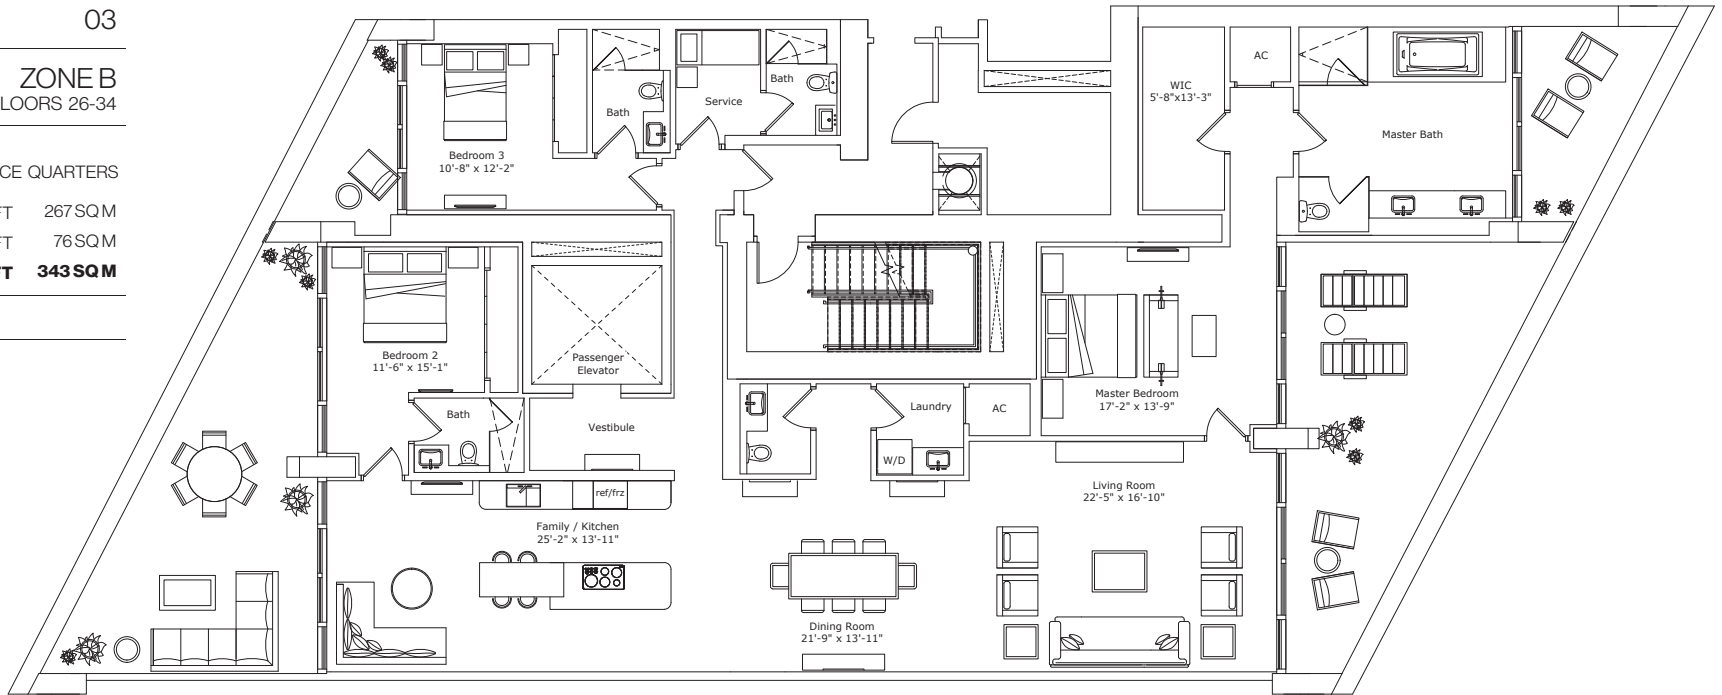 03
ZONE B
LOORS 26-34
CE QUARTERS
FT 267 SQ M
FT 76 SQ M
FT 343 SQ M
Bedroom 3
10'-8" x 12'-2"
Bath
Service
Bath
WIC
5'-8"x13'-3"
AC
Master Bath
Bedroom 2
11'-6" x 15'-1"
Passenger
Elevator
Master Bedroom
17'-2" x 13'-9"
Bath
Vestibule
Laundry
AC
W/D
ref/frz
Living Room
22'-5" x 16'-10"
Family / Kitchen
25'-2" x 13'-11"
Dining Room
21'-9" x 13'-11"